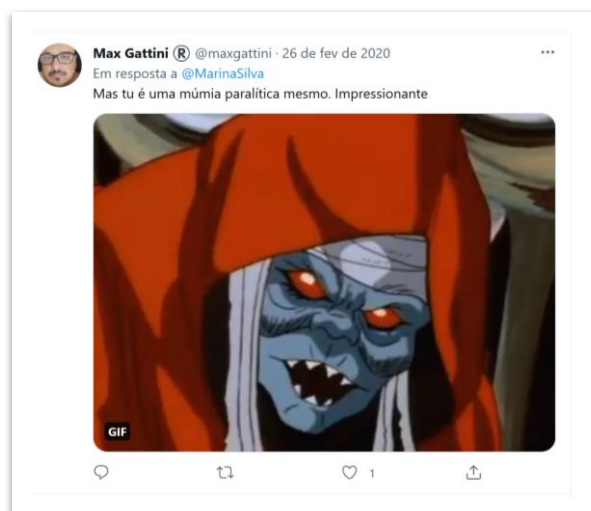 Max Gattini ® @maxgattini · 26 de fev de 2020
Em resposta a @MarinaSilva
Mas tu é uma múmia paralítica mesmo. Impressionante
GIF
1